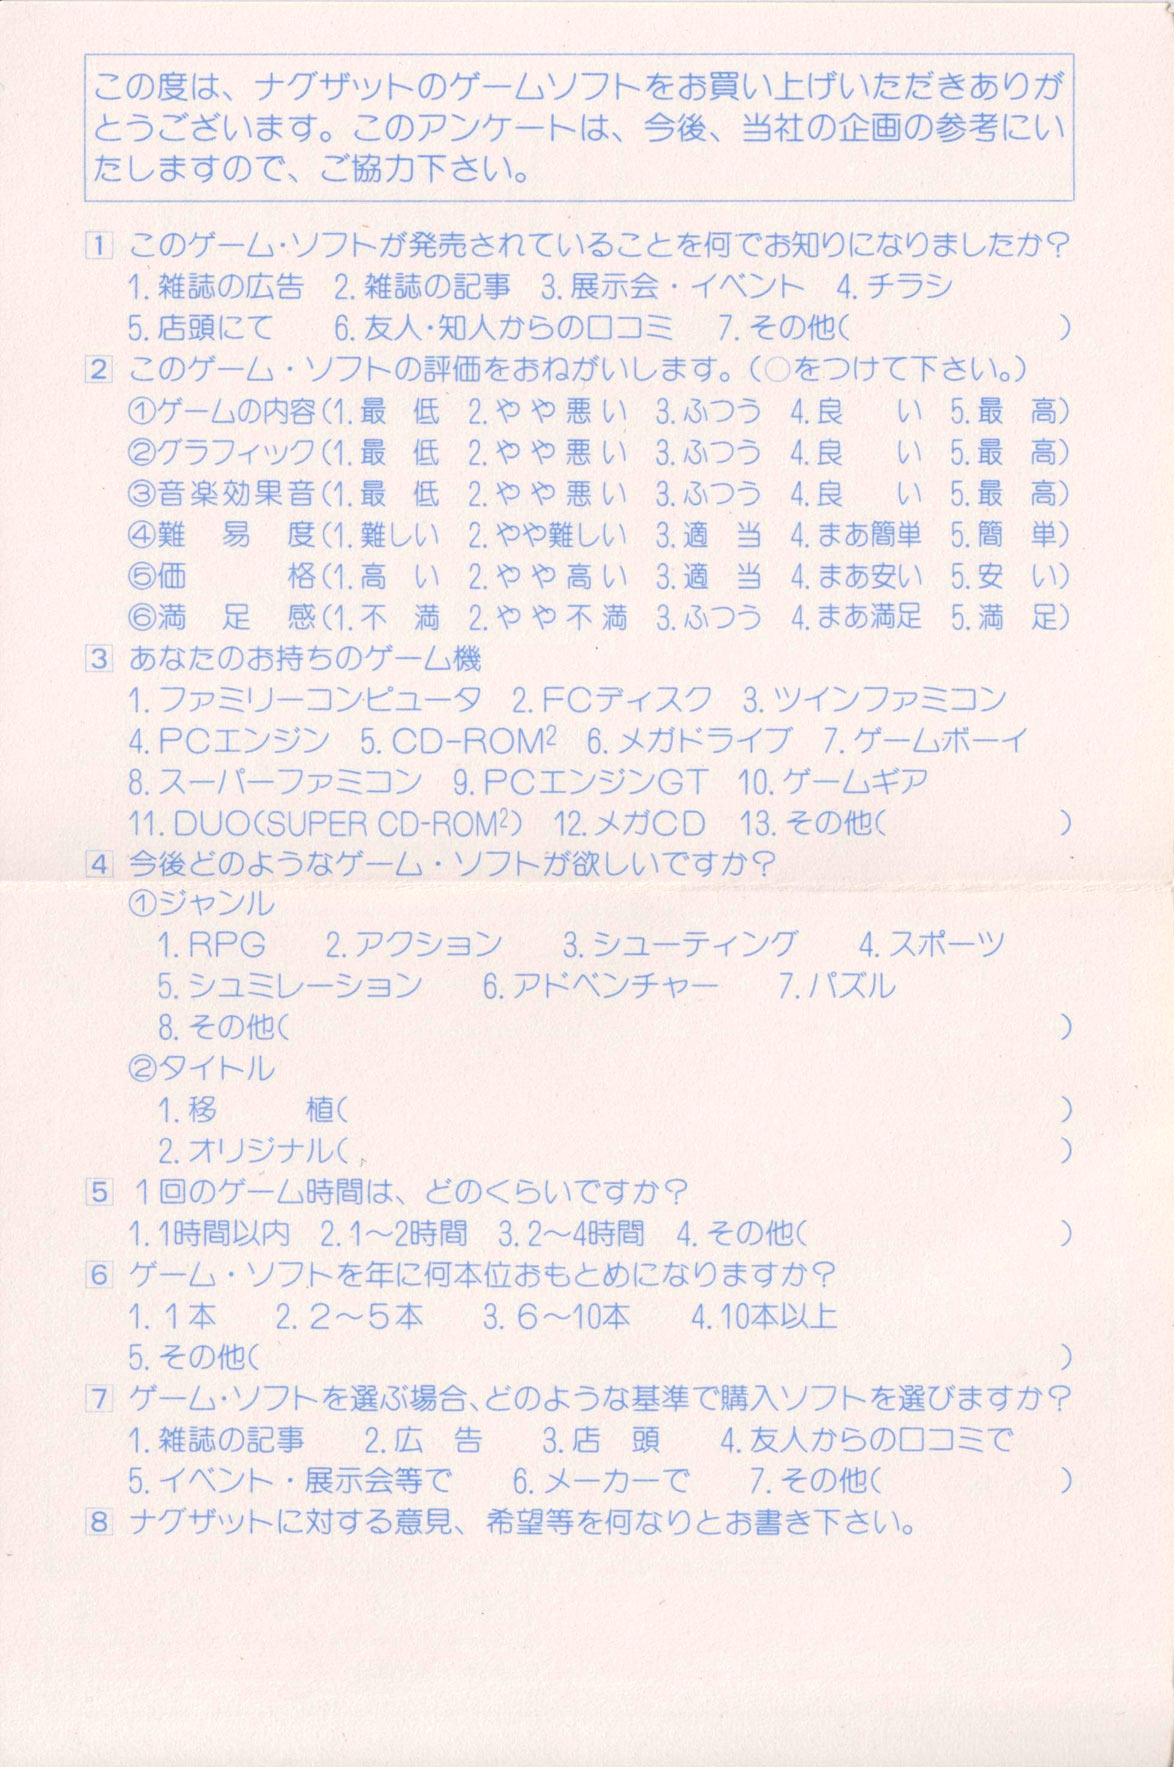 この度は、ナグザットのゲームソフトをお買い上げいただきありが
とうございます。このアンケートは、今後、当社の企画の参考にい
たしますので、ご協力下さい。
1 このゲーム・ソフトが発売されていることを何でお知りになりましたか?
1. 雑誌の広告 2. 雑誌の記事 3. 展示会・イベント 4. チラシ
5. 店頭にて 6. 友人・知人からの口コミ 7. その他( )
2 このゲーム・ソフトの評価をおねがいします。(○をつけて下さい。)
①ゲームの内容(1. 最 低 2. やや悪い 3. ふつう 4. 良 い 5. 最 高)
②グラフィック(1. 最 低 2. やや悪い 3. ふつう 4. 良 い 5. 最 高)
③音楽効果音(1. 最 低 2. やや悪い 3. ふつう 4. 良 い 5. 最 高)
④難 易 度(1. 難しい 2. やや難しい 3. 適 当 4. まあ簡単 5. 簡 単)
⑤価 格(1. 高 い 2. やや高い 3. 適 当 4. まあ安い 5. 安 い)
⑥満 足 感(1. 不 満 2. やや不満 3. ふつう 4. まあ満足 5. 満 足)
3 あなたのお持ちのゲーム機
1. ファミリーコンピュータ 2. FCディスク 3. ツインファミコン
4. PCエンジン 5. CD-ROM² 6. メガドライブ 7. ゲームボーイ
8. スーパーファミコン 9. PCエンジンGT 10. ゲームギア
11. DUO(SUPER CD-ROM²) 12. メガCD 13. その他( )
4 今後どのようなゲーム・ソフトが欲しいですか?
①ジャンル
1. RPG 2. アクション 3. シューティング 4. スポーツ
5. シュミレーション 6. アドベンチャー 7. パズル
8. その他( )
②タイトル
1. 移 植( )
2. オリジナル( )
5 1回のゲーム時間は、どのくらいですか?
1. 1時間以内 2. 1〜2時間 3. 2〜4時間 4. その他( )
6 ゲーム・ソフトを年に何本位おもとめになりますか?
1. 1本 2. 2〜5本 3. 6〜10本 4. 10本以上
5. その他( )
7 ゲーム・ソフトを選ぶ場合、どのような基準で購入ソフトを選びますか?
1. 雑誌の記事 2. 広 告 3. 店 頭 4. 友人からの口コミで
5. イベント・展示会等で 6. メーカーで 7. その他( )
8 ナグザットに対する意見、希望等を何なりとお書き下さい。